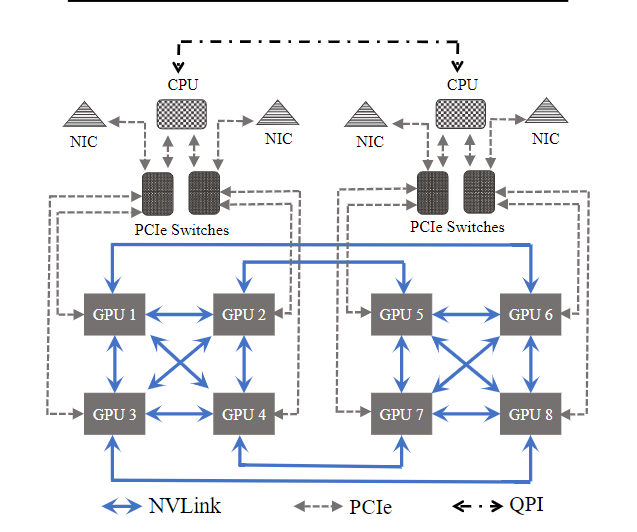 CPU CPU
NIC NIC NIC NIC
PCIe Switches PCIe Switches
GPU 1 GPU 2 GPU 5 GPU 6
GPU 3 GPU 4 GPU 7 GPU 8
NVLink PCIe QPI